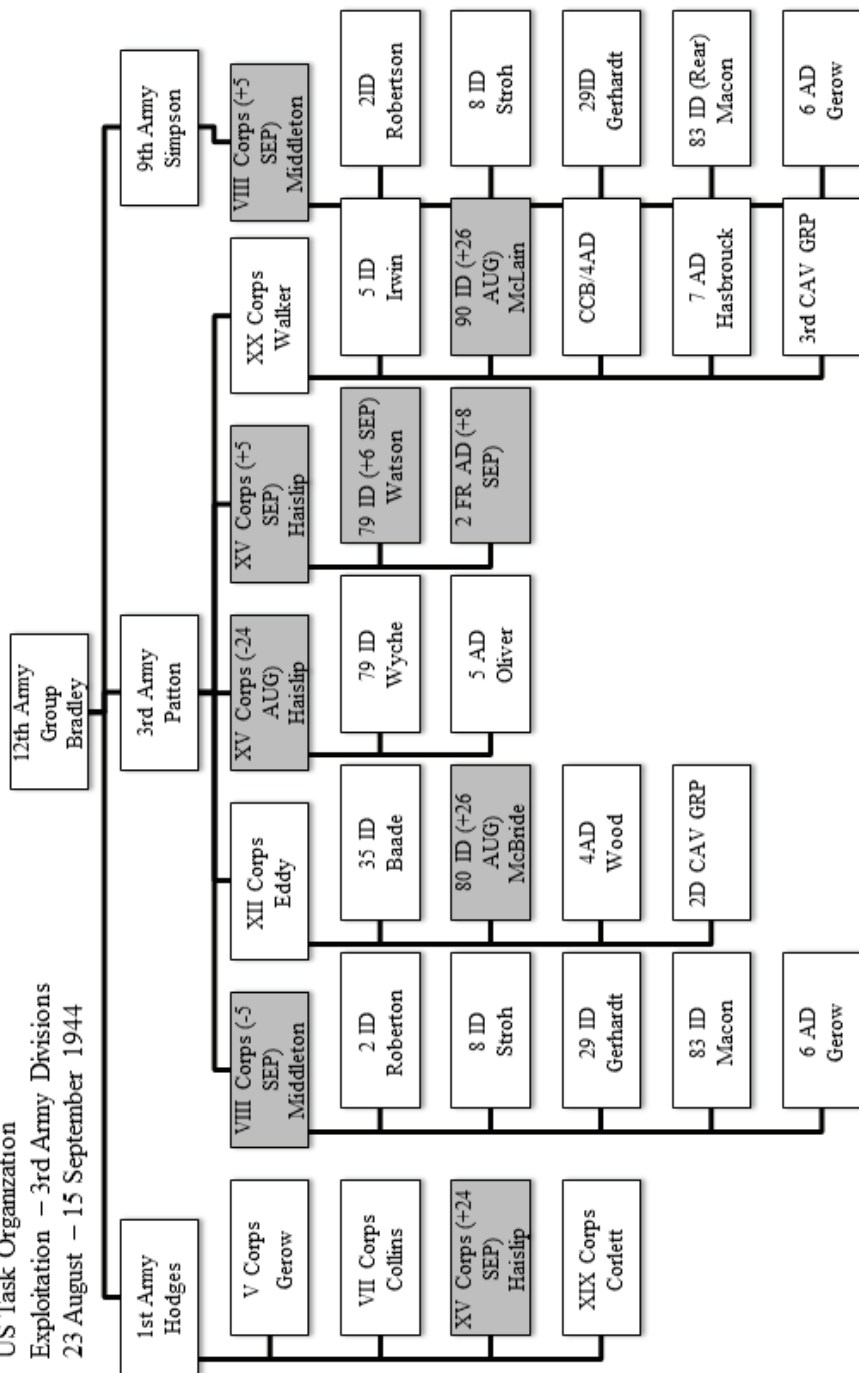 US Task Organization
Exploitation – 3rd Army Divisions
23 August – 15 September 1944
12th Army
Group
Bradley
1st Army
Hodges
3rd Army
Patton
9th Army
Simpson
V Corps
Gerow
VII Corps
Collins
XV Corps (+24
SEP)
Haislip
XIX Corps
Corlett
VIII Corps (-5
SEP)
Middleton
2 ID
Roberton
8 ID
Stroh
29 ID
Gerhardt
83 ID
Macon
6 AD
Gerow
XII Corps
Eddy
35 ID
Baade
80 ID (+26
AUG)
McBride
4AD
Wood
2D CAV GRP
XV Corps (-24
AUG)
Haislip
79 ID
Wyche
5 AD
Oliver
XV Corps (+5
SEP)
Haislip
79 ID (+6 SEP)
Watson
2 FR AD (+8
SEP)
XX Corps
Walker
5 ID
Irwin
90 ID (+26
AUG)
McLain
CCB/4AD
7 AD
Hasbrouck
3rd CAV GRP
VIII Corps (+5
SEP)
Middleton
2ID
Robertson
8 ID
Stroh
29ID
Gerhardt
83 ID (Rear)
Macon
6 AD
Gerow